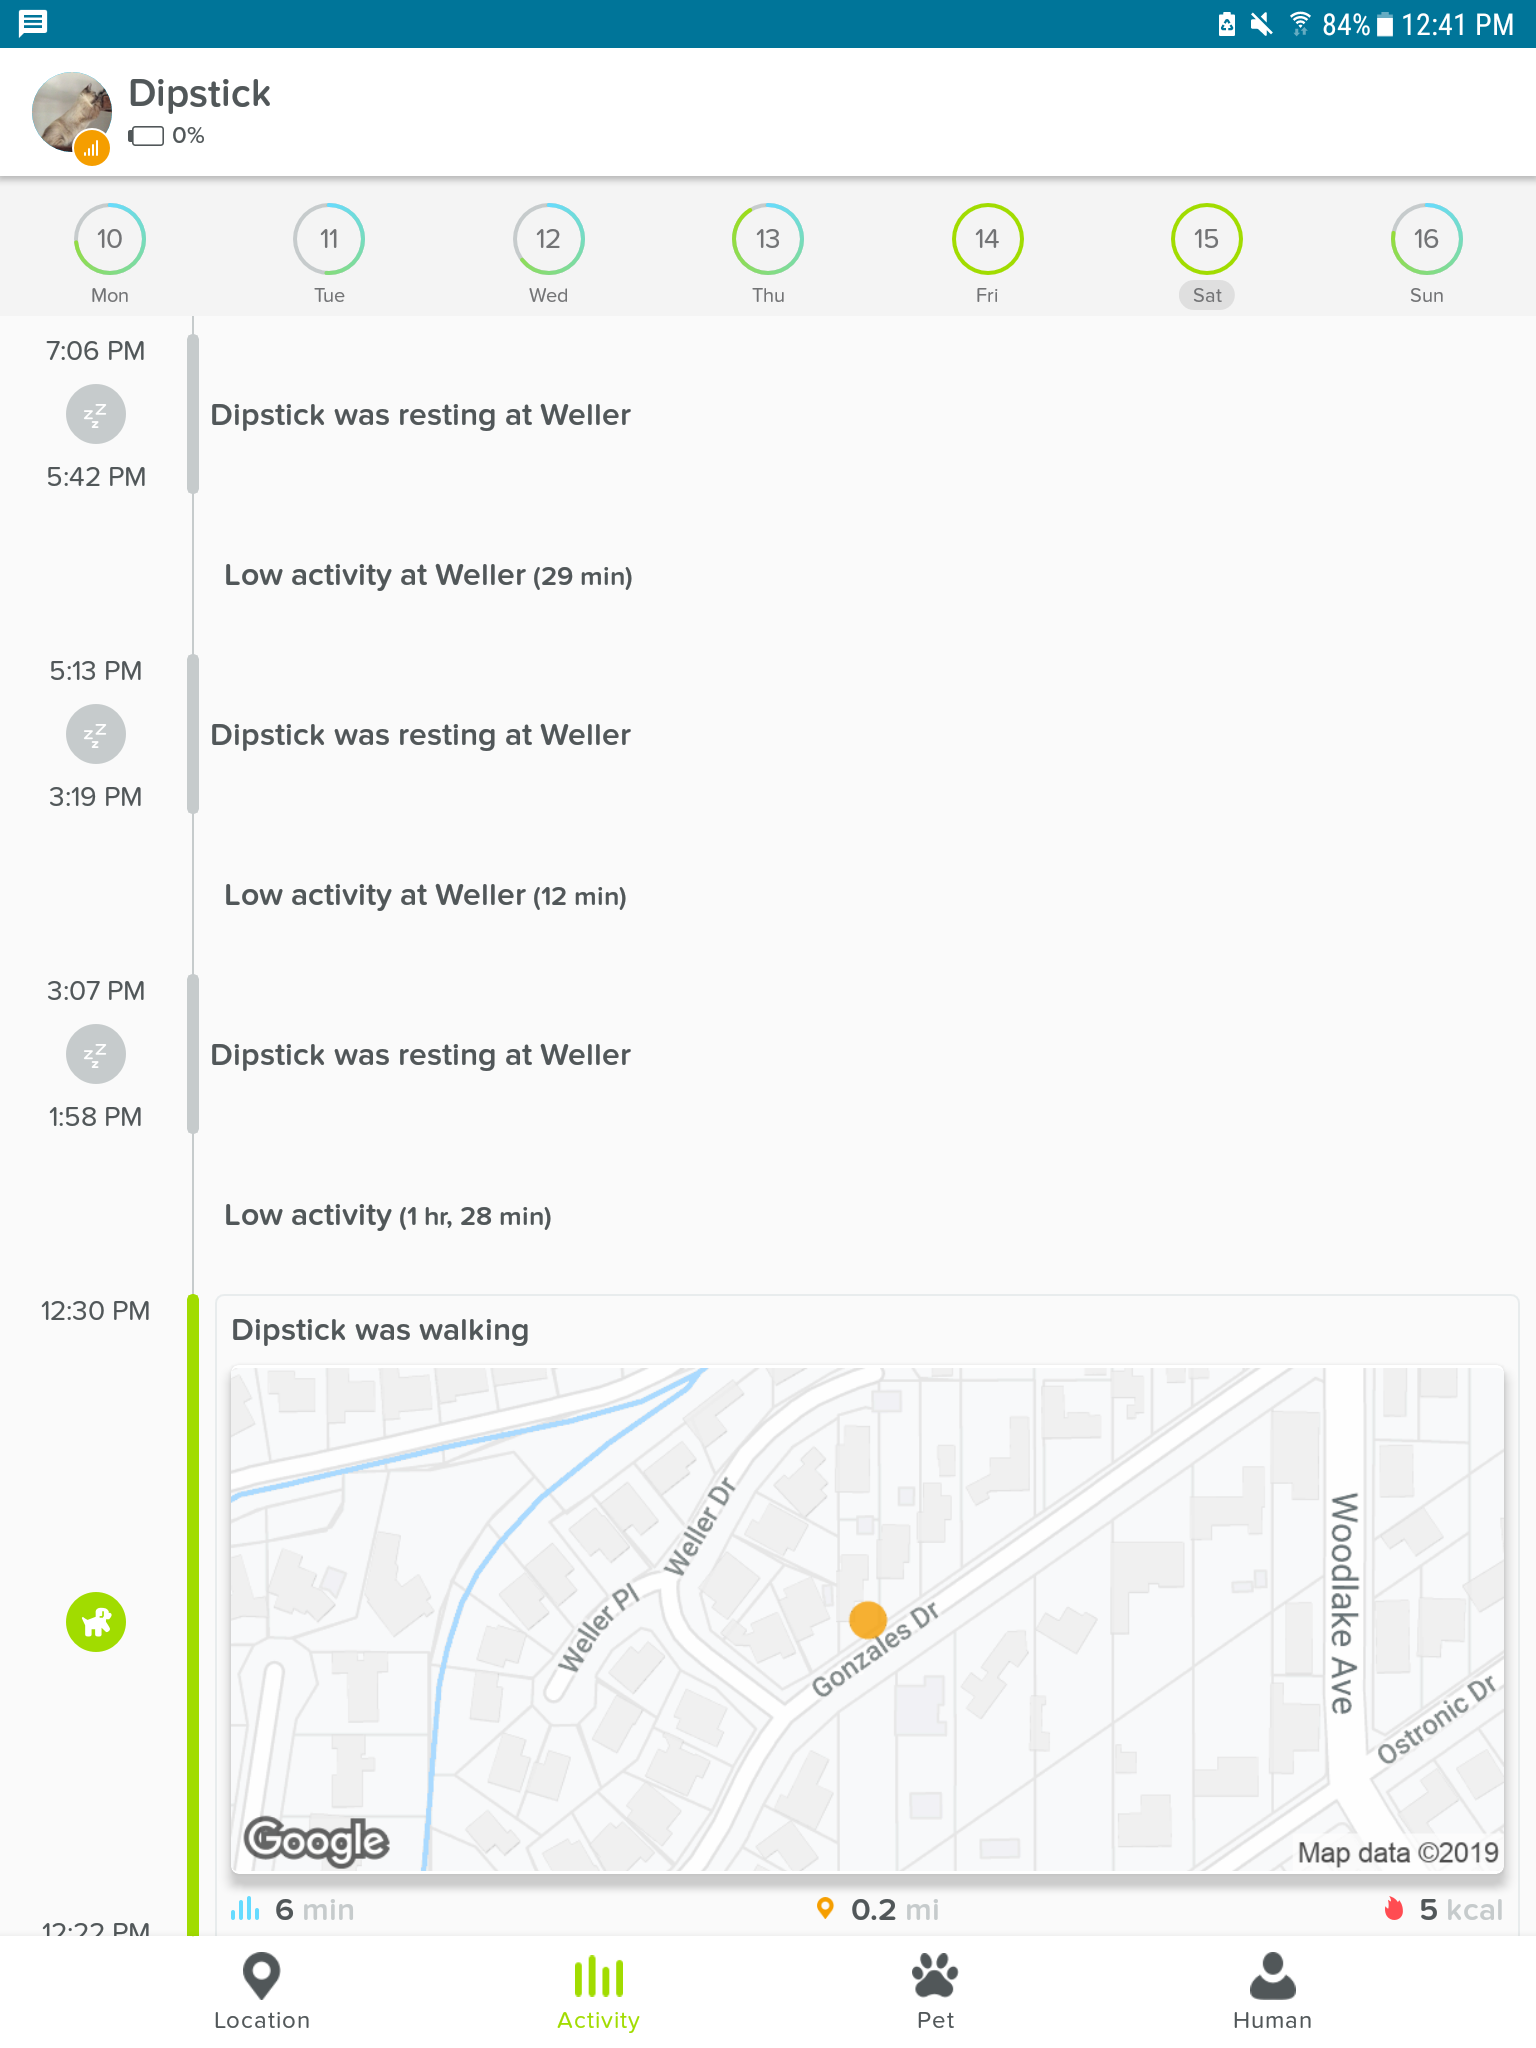 84% 12:41 PM
Dipstick
0%
10 11 12 13 14 15 16
Mon Tue Wed Thu Fri Sat Sun
7:06 PM
zzz
Dipstick was resting at Weller
5:42 PM
Low activity at Weller (29 min)
5:13 PM
zzz
Dipstick was resting at Weller
3:19 PM
Low activity at Weller (12 min)
3:07 PM
zzz
Dipstick was resting at Weller
1:58 PM
Low activity (1 hr, 28 min)
12:30 PM
Dipstick was walking
Weller Dr
Weller Pl
Gonzales Dr
Woodlake Ave
Ostronic Dr
Google
Map data ©2019
6 min 0.2 mi 5 kcal
12:22 PM
Location Activity Pet Human